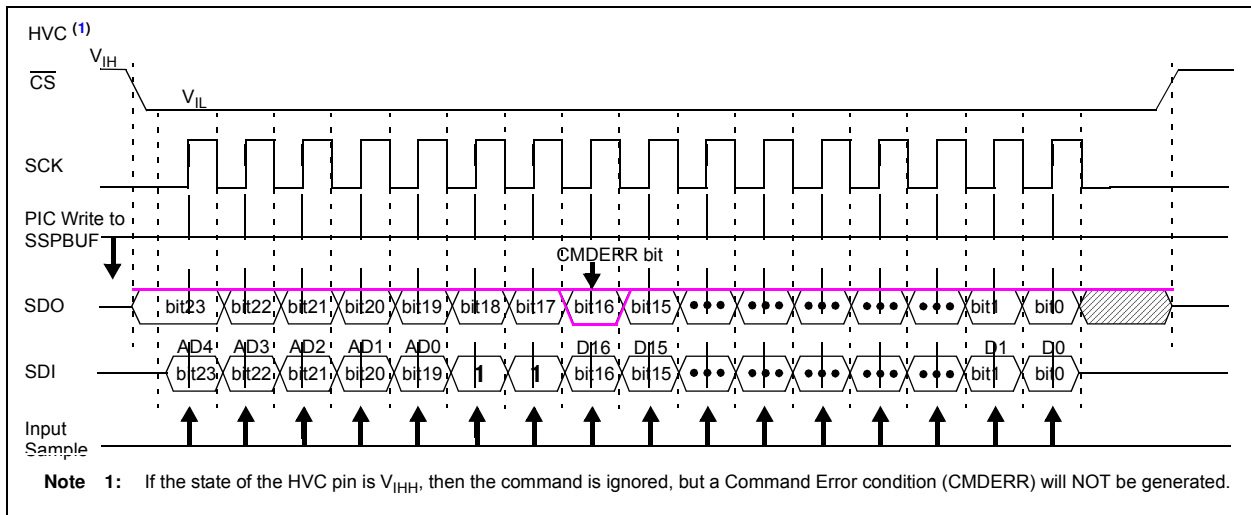 HVC (1)
VIH
CS
VIL
SCK
PIC Write to
SSPBUF
CMDERR bit
SDO bit23 bit22 bit21 bit20 bit19 bit18 bit17 bit16 bit15 ••• ••• ••• ••• ••• bit1 bit0
AD4 AD3 AD2 AD1 AD0 D16 D15 D1 D0
SDI bit23 bit22 bit21 bit20 bit19 1 1 bit16 bit15 ••• ••• ••• ••• ••• bit1 bit0
Input
Sample
Note 1: If the state of the HVC pin is VIHH, then the command is ignored, but a Command Error condition (CMDERR) will NOT be generated.